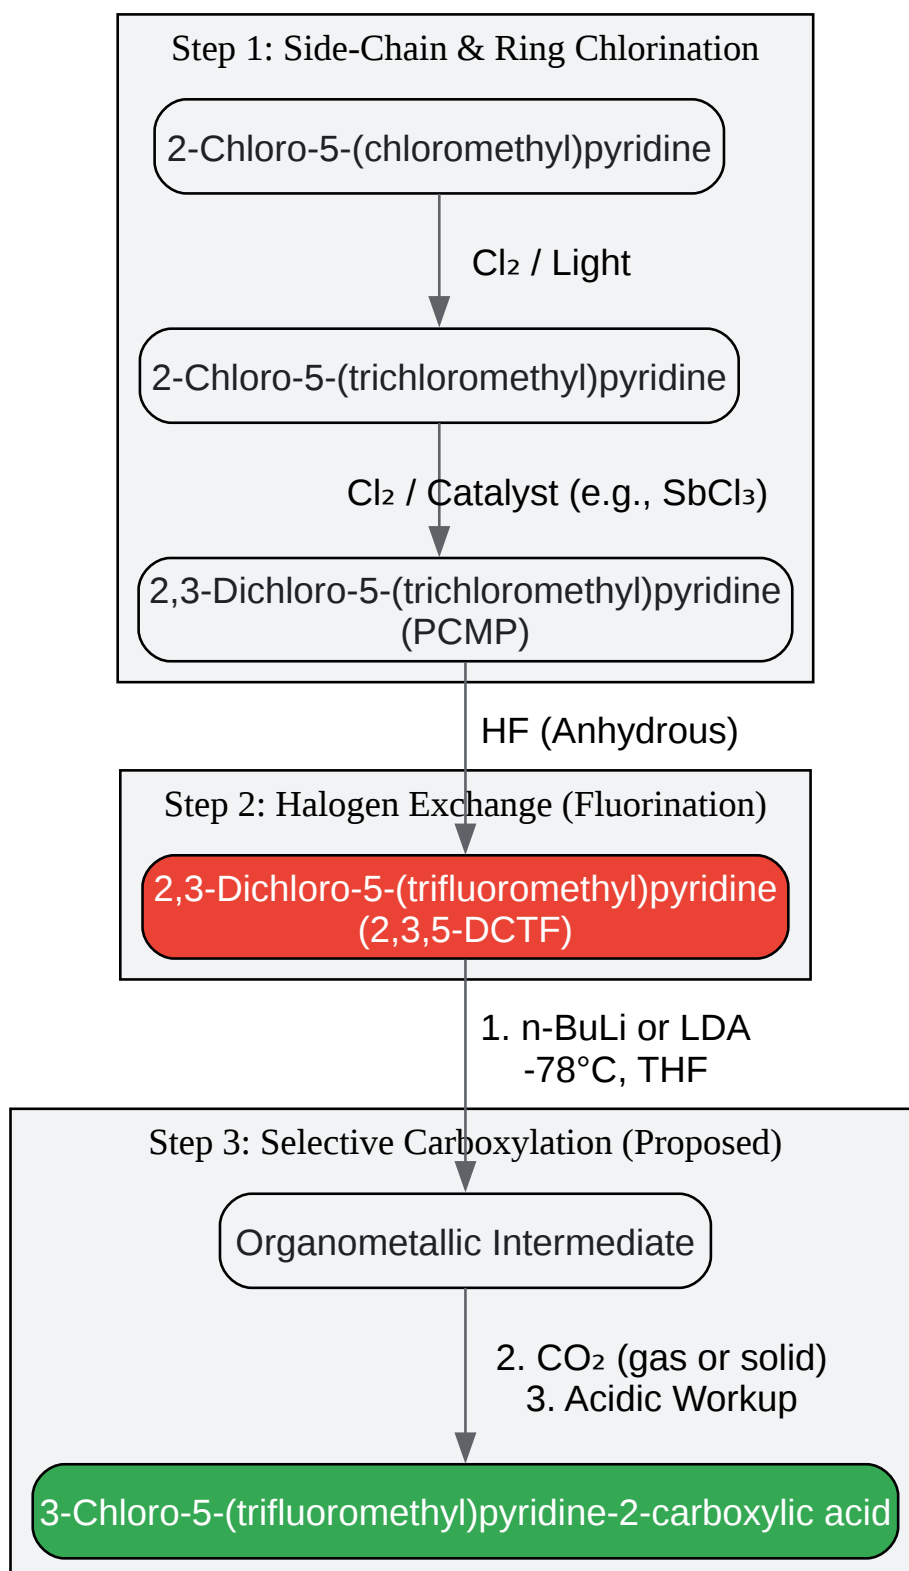 Step 1: Side-Chain & Ring Chlorination
2-Chloro-5-(chloromethyl)pyridine
Cl₂ / Light
2-Chloro-5-(trichloromethyl)pyridine
Cl₂ / Catalyst (e.g., SbCl₃)
2,3-Dichloro-5-(trichloromethyl)pyridine
(PCMP)
HF (Anhydrous)
Step 2: Halogen Exchange (Fluorination)
2,3-Dichloro-5-(trifluoromethyl)pyridine
(2,3,5-DCTF)
1. n-BuLi or LDA
-78°C, THF
Step 3: Selective Carboxylation (Proposed)
Organometallic Intermediate
2. CO₂ (gas or solid)
3. Acidic Workup
3-Chloro-5-(trifluoromethyl)pyridine-2-carboxylic acid